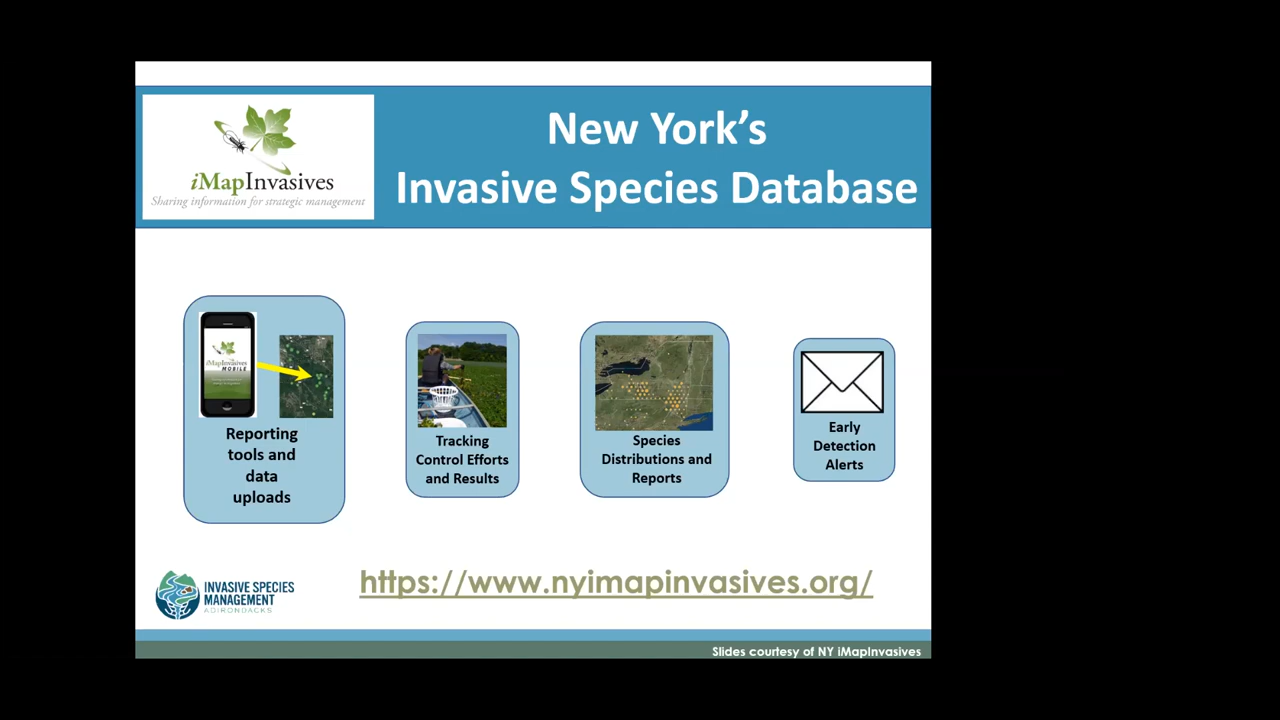 New York's
Invasive Species Database
iMapInvasives
Sharing information for strategic management
iMapInvasives
MOBILE
Reporting
tools and
data
uploads
Tracking
Control Efforts
and Results
Species
Distributions and
Reports
Early
Detection
Alerts
https://www.nyimapinvasives.org/
INVASIVE SPECIES
MANAGEMENT
ADIRONDACKS
Slides courtesy of NY iMapInvasives